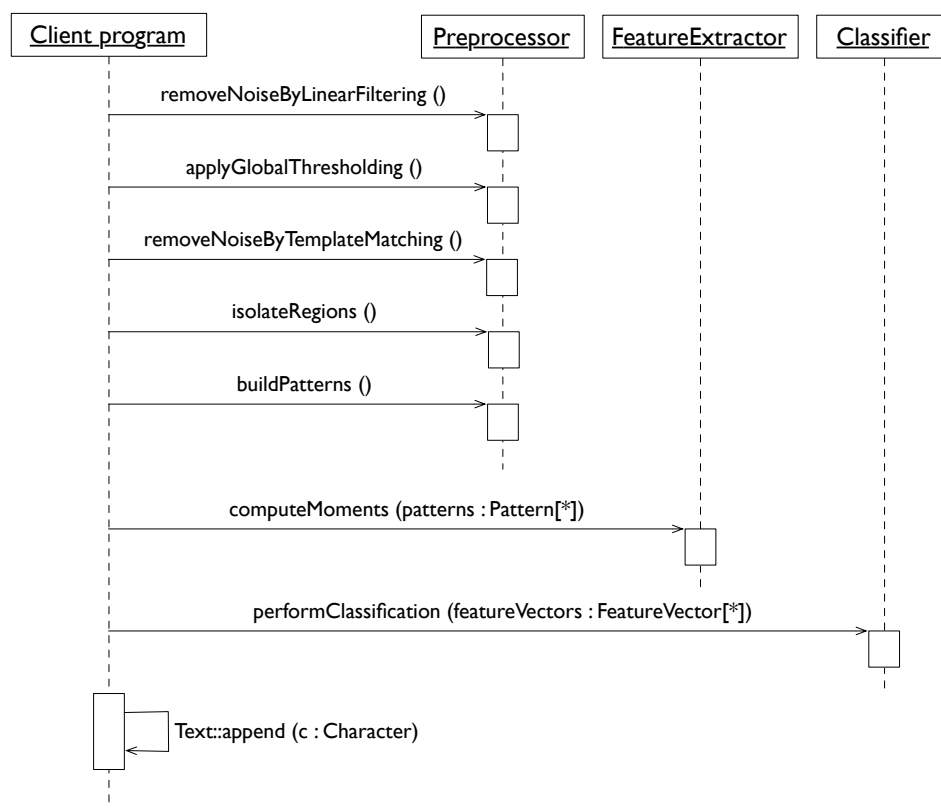 Client program
Preprocessor
FeatureExtractor
Classifier
removeNoiseByLinearFiltering ()
applyGlobalThresholding ()
removeNoiseByTemplateMatching ()
isolateRegions ()
buildPatterns ()
computeMoments (patterns : Pattern[*])
performClassification (featureVectors : FeatureVector[*])
Text::append (c : Character)